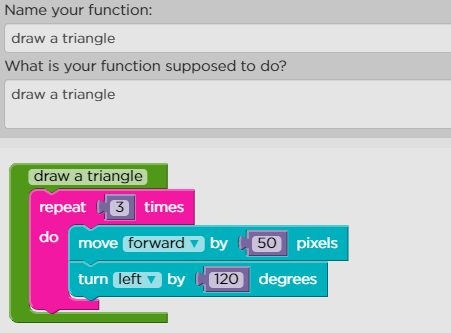 Name your function:
draw a triangle
What is your function supposed to do?
draw a triangle
draw a triangle
repeat 3 times
do
move forward by 50 pixels
turn left by 120 degrees